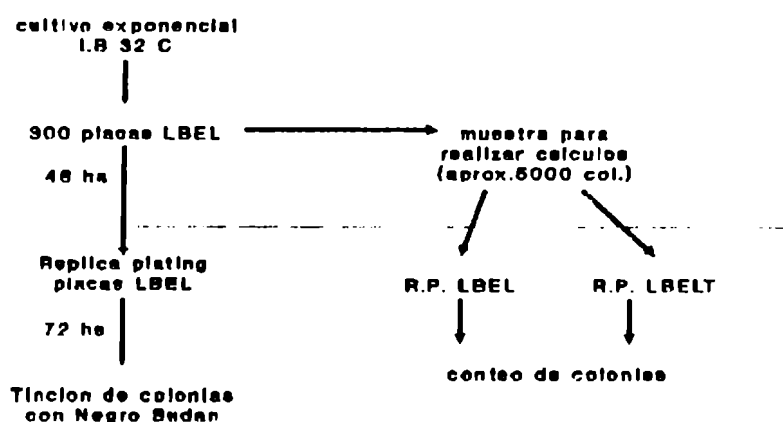 cultivo exponencial
LB 32 C
300 placas LBEL
48 hs
muestra para
realizar calculos
(aprox.5000 col.)
Replica plating
placas LBEL
R.P. LBEL
R.P. LBELT
72 hs
conteo de colonias
Tincion de colonias
con Negro Sudan